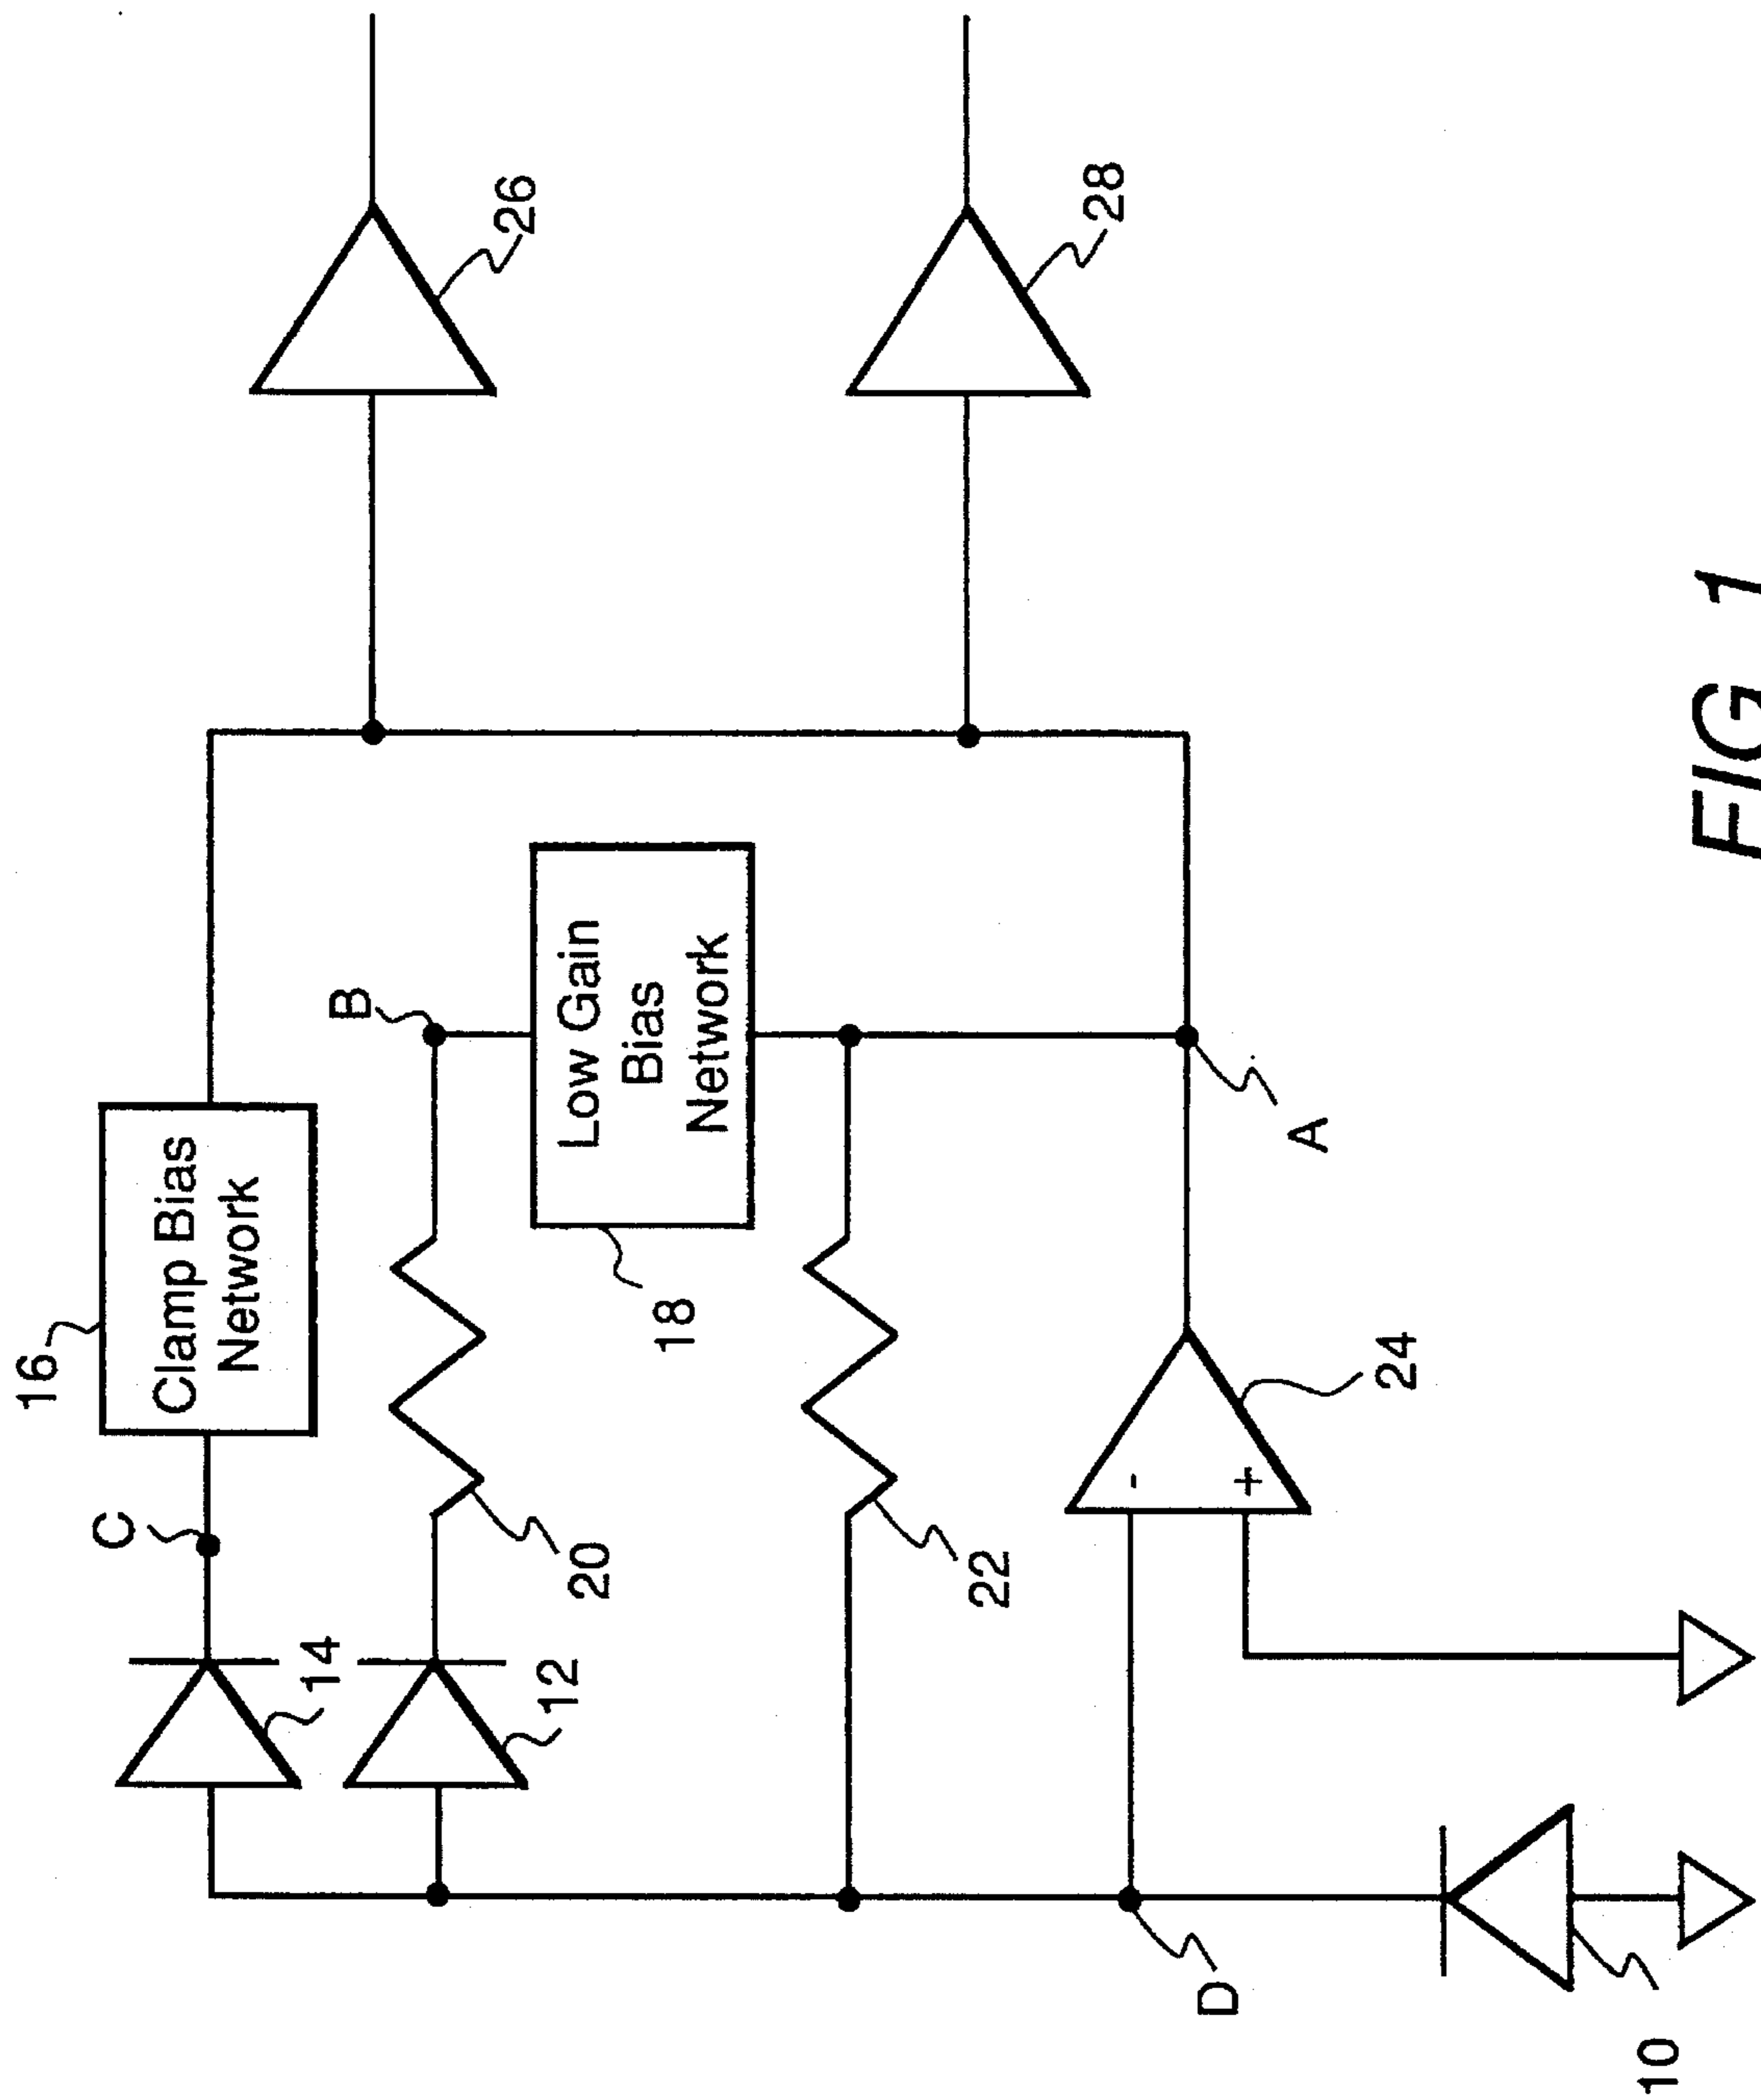 16
Clamp Bias
Network
C
14
B
20
12
Low Gain
Bias
Network
18
22
26
28
-
+
24
A
D
10
FIG 1